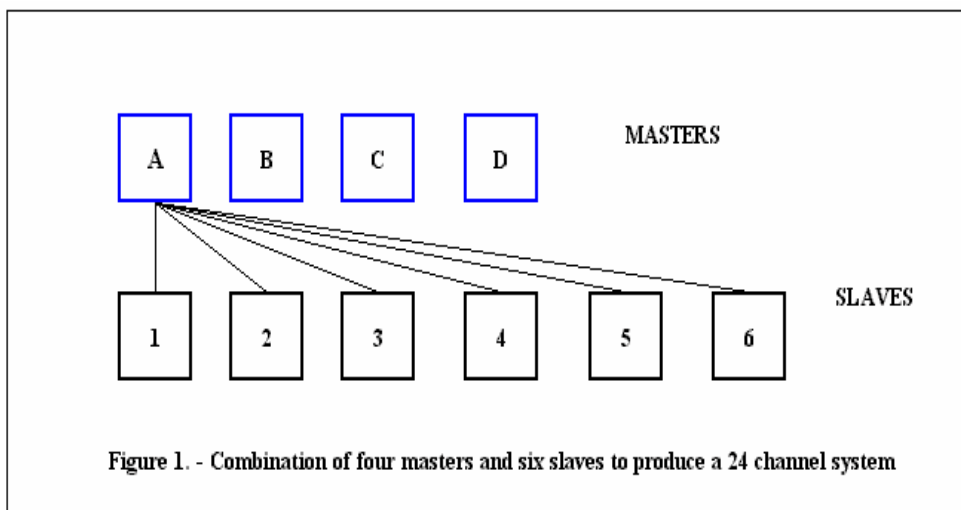 A B C D MASTERS
1 2 3 4 5 6 SLAVES
Figure 1. - Combination of four masters and six slaves to produce a 24 channel system